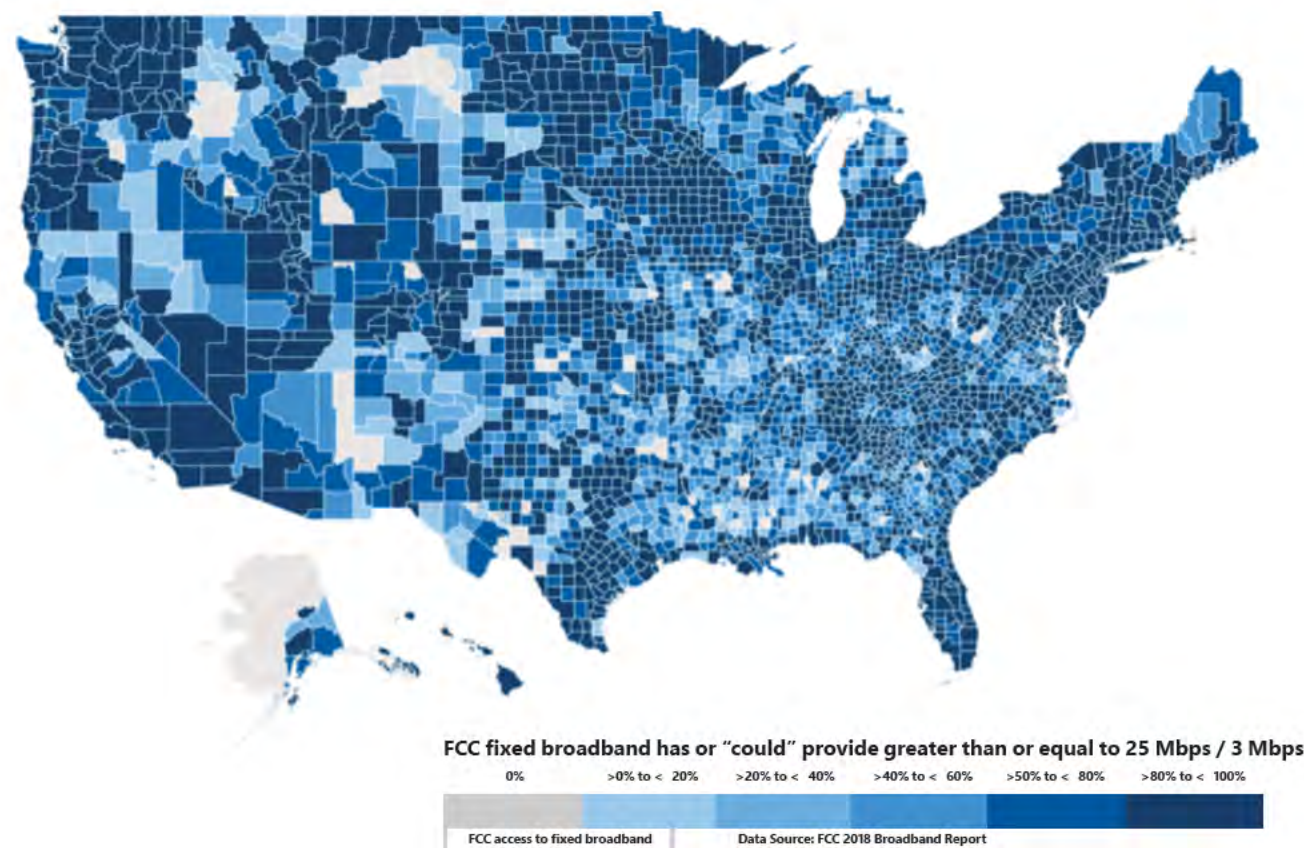 FCC fixed broadband has or “could” provide greater than or equal to 25 Mbps / 3 Mbps
0% >0% to < 20% >20% to < 40% >40% to < 60% >50% to < 80% >80% to < 100%
FCC access to fixed broadband Data Source: FCC 2018 Broadband Report